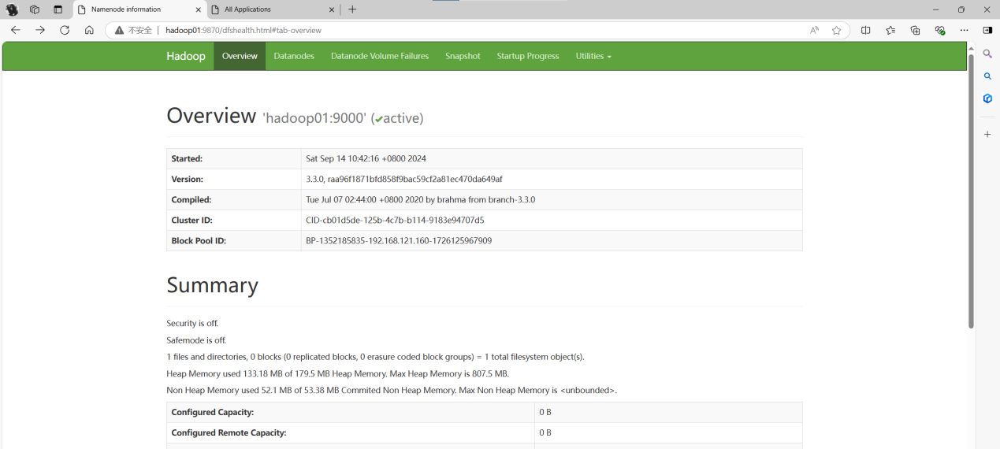 Namenode information
All Applications
不安全
hadoop01:9870/dfshealth.html#tab-overview
Hadoop Overview Datanodes Datanode Volume Failures Snapshot Startup Progress Utilities
Overview 'hadoop01:9000' (✔active)
Started: Sat Sep 14 10:42:16 +0800 2024
Version: 3.3.0, raa96f1871bfd858f9bac59cf2a81ec470da649af
Compiled: Tue Jul 07 02:44:00 +0800 2020 by brahma from branch-3.3.0
Cluster ID: CID-cb01d5de-125b-4c7b-b114-9183e94707d5
Block Pool ID: BP-1352185835-192.168.121.160-1726125967909
Summary
Security is off.
Safemode is off.
1 files and directories, 0 blocks (0 replicated blocks, 0 erasure coded block groups) = 1 total filesystem object(s).
Heap Memory used 133.18 MB of 179.5 MB Heap Memory. Max Heap Memory is 807.5 MB.
Non Heap Memory used 52.1 MB of 53.38 MB Commited Non Heap Memory. Max Non Heap Memory is <unbounded>.
Configured Capacity: 0 B
Configured Remote Capacity: 0 B